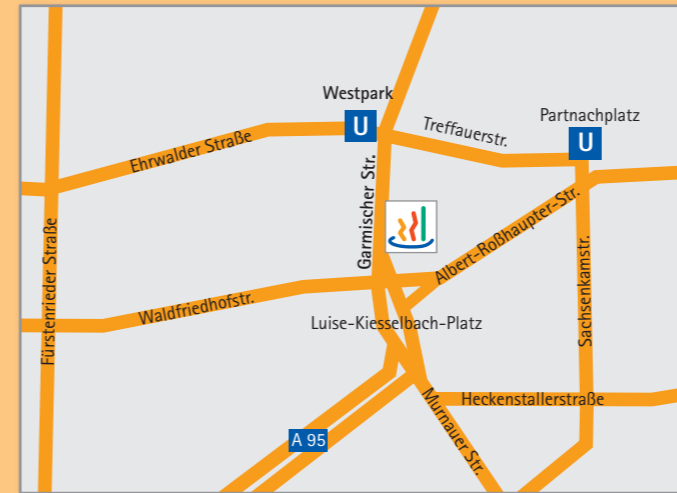 Westpark
U
Partnachplatz
U
Treffauerstr.
Ehrwalder Straße
Garmischer Str.
Albert-Roßhaupter-Str.
Fürstenrieder Straße
Sachsenkamstr.
Waldfriedhofstr.
Luise-Kiesselbach-Platz
Heckenstallerstraße
Murnauer Str.
A 95